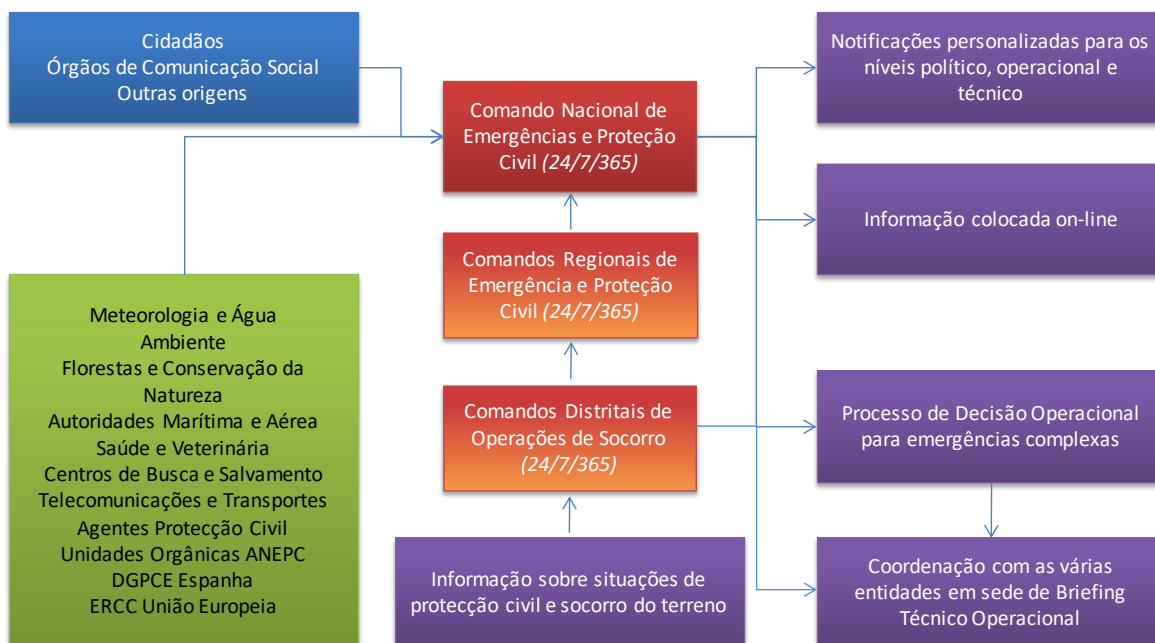 Cidadãos
Órgãos de Comunicação Social
Outras origens
Comando Nacional de
Emergências e Proteção
Civil (24/7/365)
Notificações personalizadas para os
níveis político, operacional e
técnico
Informação colocada on-line
Comandos Regionais de
Emergência e Proteção
Civil (24/7/365)
Meteorologia e Água
Ambiente
Florestas e Conservação da
Natureza
Autoridades Marítima e Aérea
Saúde e Veterinária
Centros de Busca e Salvamento
Telecomunicações e Transportes
Agentes Protecção Civil
Unidades Orgânicas ANEPC
DGPCE Espanha
ERCC União Europeia
Comandos Distritais de
Operações de Socorro
(24/7/365)
Processo de Decisão Operacional
para emergências complexas
Informação sobre situações de
protecção civil e socorro do terreno
Coordenação com as várias
entidades em sede de Briefing
Técnico Operacional